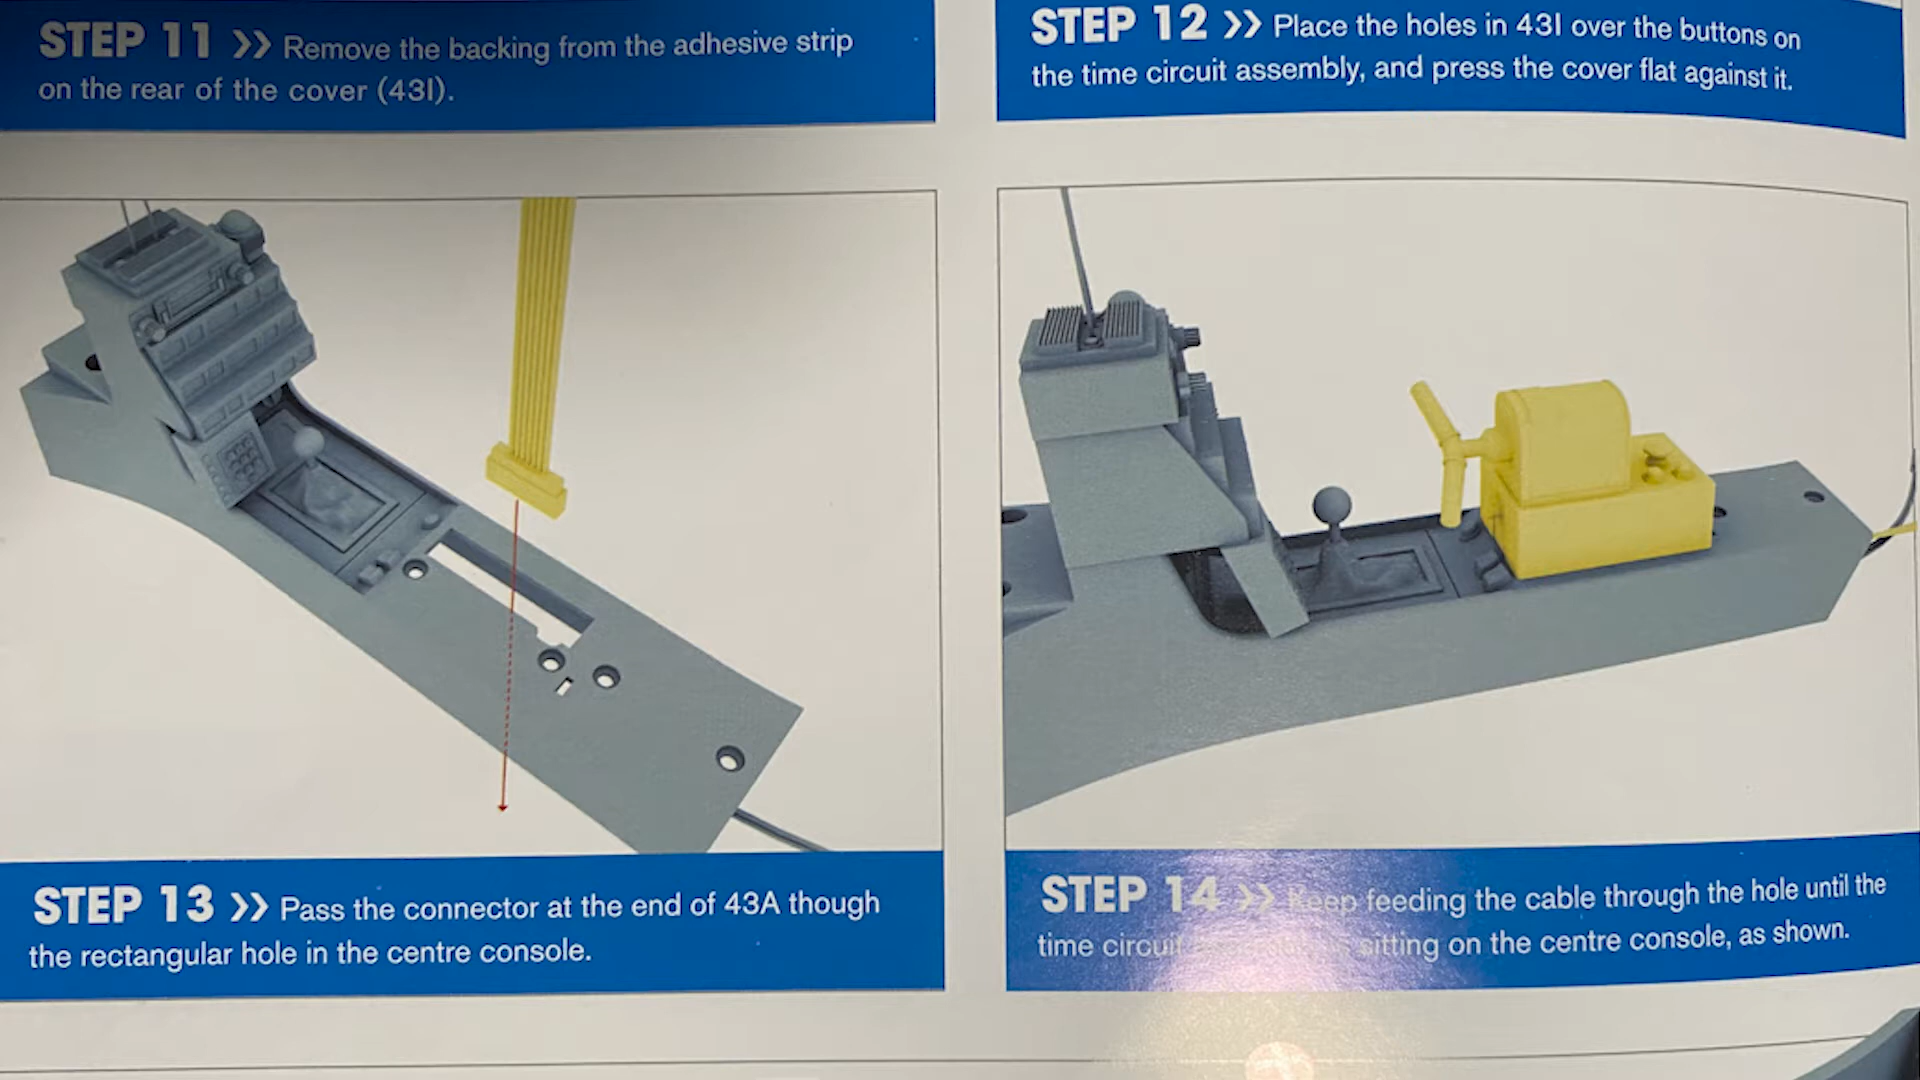 STEP 11 >> Remove the backing from the adhesive strip
on the rear of the cover (43I).
STEP 12 >> Place the holes in 43I over the buttons on
the time circuit assembly, and press the cover flat against it.
STEP 13 >> Pass the connector at the end of 43A though
the rectangular hole in the centre console.
STEP 14 >> Keep feeding the cable through the hole until the
time circuit sitting on the centre console, as shown.